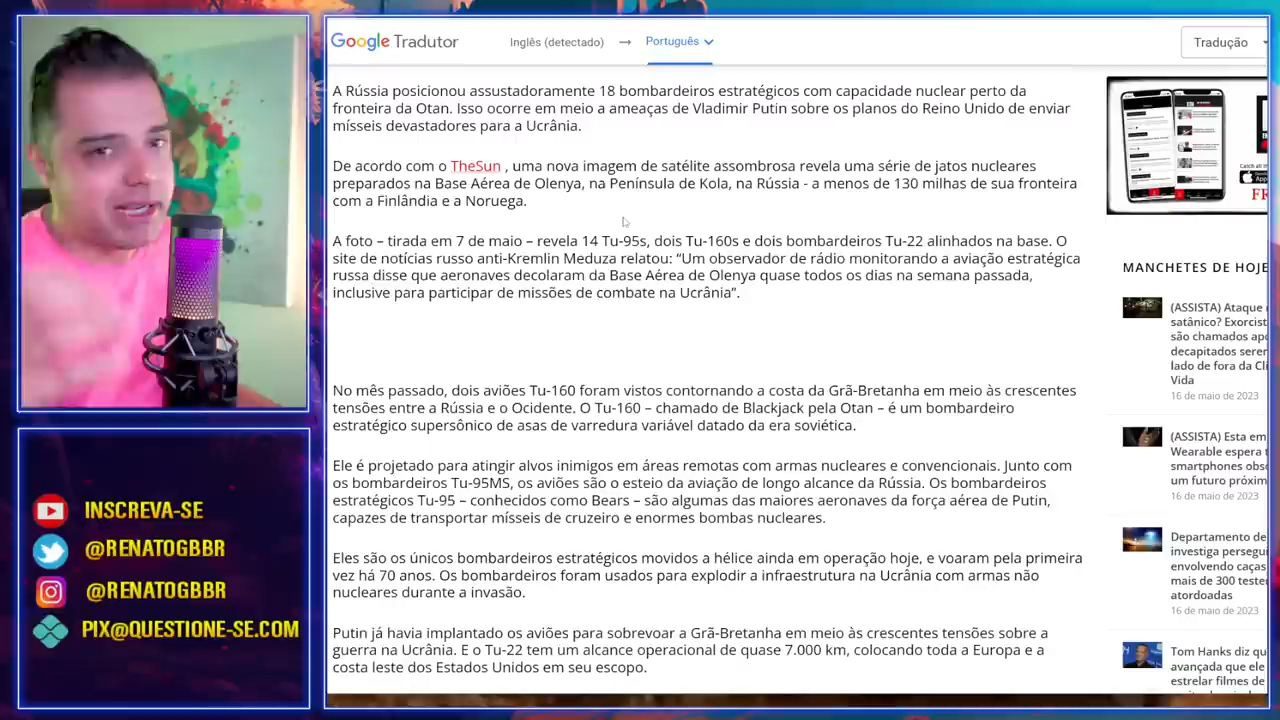 Google Tradutor
Inglês (detectado) → Português
Tradução
A Rússia posicionou assustadoramente 18 bombardeiros estratégicos com capacidade nuclear perto da
fronteira da Otan. Isso ocorre em meio a ameaças de Vladimir Putin sobre os planos do Reino Unido de enviar
mísseis devastadores para a Ucrânia.
De acordo com o TheSun , uma nova imagem de satélite assombrosa revela uma série de jatos nucleares
preparados na Base Aérea de Olenya, na Península de Kola, na Rússia - a menos de 130 milhas de sua fronteira
com a Finlândia e a Noruega.
A foto – tirada em 7 de maio – revela 14 Tu-95s, dois Tu-160s e dois bombardeiros Tu-22 alinhados na base. O
site de notícias russo anti-Kremlin Meduza relatou: “Um observador de rádio monitorando a aviação estratégica
russa disse que aeronaves decolaram da Base Aérea de Olenya quase todos os dias na semana passada,
inclusive para participar de missões de combate na Ucrânia”.
No mês passado, dois aviões Tu-160 foram vistos contornando a costa da Grã-Bretanha em meio às crescentes
tensões entre a Rússia e o Ocidente. O Tu-160 – chamado de Blackjack pela Otan – é um bombardeiro
estratégico supersônico de asas de varredura variável datado da era soviética.
Ele é projetado para atingir alvos inimigos em áreas remotas com armas nucleares e convencionais. Junto com
os bombardeiros Tu-95MS, os aviões são o esteio da aviação de longo alcance da Rússia. Os bombardeiros
estratégicos Tu-95 – conhecidos como Bears – são algumas das maiores aeronaves da força aérea de Putin,
capazes de transportar mísseis de cruzeiro e enormes bombas nucleares.
Eles são os únicos bombardeiros estratégicos movidos a hélice ainda em operação hoje, e voaram pela primeira
vez há 70 anos. Os bombardeiros foram usados para explodir a infraestrutura na Ucrânia com armas não
nucleares durante a invasão.
Putin já havia implantado os aviões para sobrevoar a Grã-Bretanha em meio às crescentes tensões sobre a
guerra na Ucrânia. E o Tu-22 tem um alcance operacional de quase 7.000 km, colocando toda a Europa e a
costa leste dos Estados Unidos em seu escopo.
Catch all
FR
MANCHETES DE HOJE
(ASSISTA) Ataque
satânico? Exorcist
são chamados apó
decapitados serem
lado de fora da Clí
Vida
16 de maio de 2023
(ASSISTA) Esta em
Wearable espera t
smartphones obso
um futuro próxim
16 de maio de 2023
Departamento de
investiga persegui
envolvendo caças
mais de 300 teste
atordoadas
16 de maio de 2023
Tom Hanks diz qu
avançada que ele
estrelar filmes de
INSCREVA-SE
@RENATOGBBR
@RENATOGBBR
PIX@QUESTIONE-SE.COM